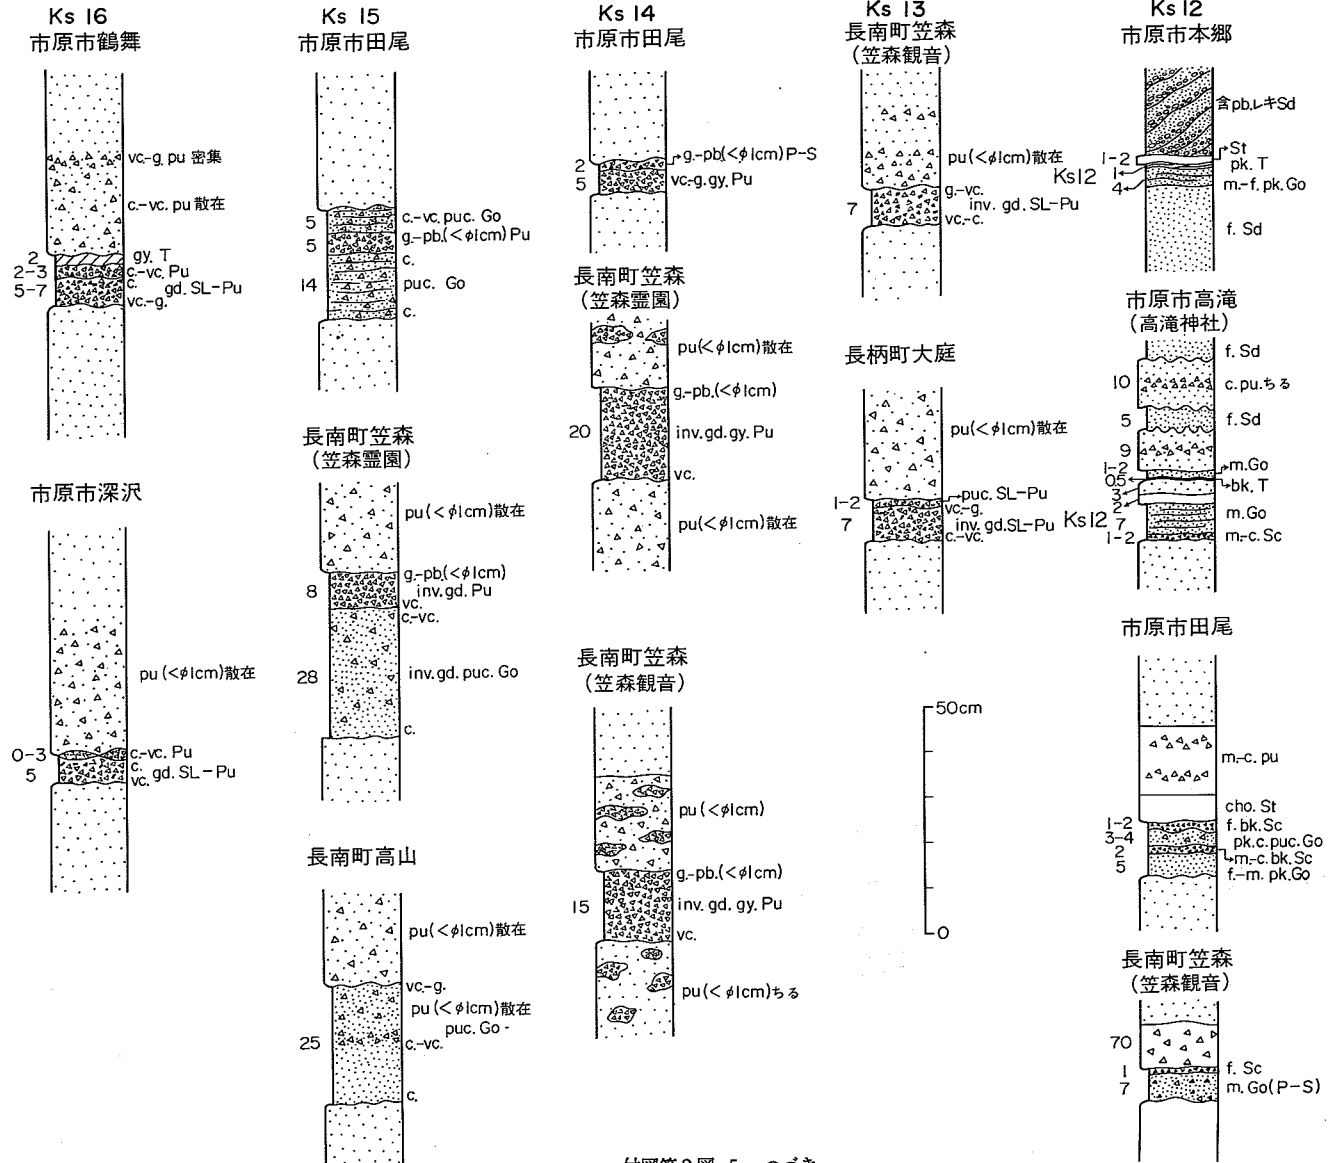 Ks 16
市原市鶴舞
vc.-g. pu 密集
c.-vc. pu 散在
2
gy. T
2-3
c.-vc. Pu
5-7
c.
gd. SL-Pu
vc.-g.
市原市深沢
pu (<φ1cm)散在
0-3
c.-vc. Pu
5
c.
gd. SL-Pu
vc.
Ks 15
市原市田尾
5
c.-vc. puc. Go
5
g.-pb.(<φ1cm) Pu
c.
14
puc. Go
c.
長南町笠森
(笠森霊園)
pu(<φ1cm)散在
g.-pb.(<φ1cm)
8
inv. gd. Pu
vc.
c.-vc.
28
inv. gd. puc. Go
c.
長南町高山
pu(<φ1cm)散在
vc.-g.
pu (<φ1cm)散在
puc. Go
25
c.-vc.
c.
Ks 14
市原市田尾
2
g.-pb.(<φ1cm) P-S
5
vc.-g. gy. Pu
長南町笠森
(笠森霊園)
pu(<φ1cm)散在
g.-pb.(<φ1cm)
20
inv. gd. gy. Pu
vc.
pu(<φ1cm)散在
長南町笠森
(笠森観音)
pu (<φ1cm)
g.-pb.(<φ1cm)
15
inv. gd. gy. Pu
vc.
pu (<φ1cm)ちる
Ks 13
長南町笠森
(笠森観音)
pu(<φ1cm)散在
g.-vc.
7
inv. gd. SL-Pu
vc.-c.
長柄町大庭
pu(<φ1cm)散在
1-2
puc. SL-Pu
vc.-g.
7
inv. gd. SL-Pu
c.-vc.
50cm
0
Ks 12
市原市本郷
含pb.レキSd
St
1-2
pk. T
Ks12
1
4
m.-f. pk. Go
f. Sd
市原市高滝
(高滝神社)
f. Sd
10
c. pu. ちる
5
f. Sd
9
1-2
m. Go
0.5
bk. T
3
2
m. Go
Ks12
7
1-2
m.-c. Sc
市原市田尾
m.-c. pu
cho. St
1-2
f. bk. Sc
3-4
pk. c. puc. Go
2
m.-c. bk. Sc
5
f.-m. pk. Go
長南町笠森
(笠森観音)
70
1
f. Sc
7
m. Go (P-S)